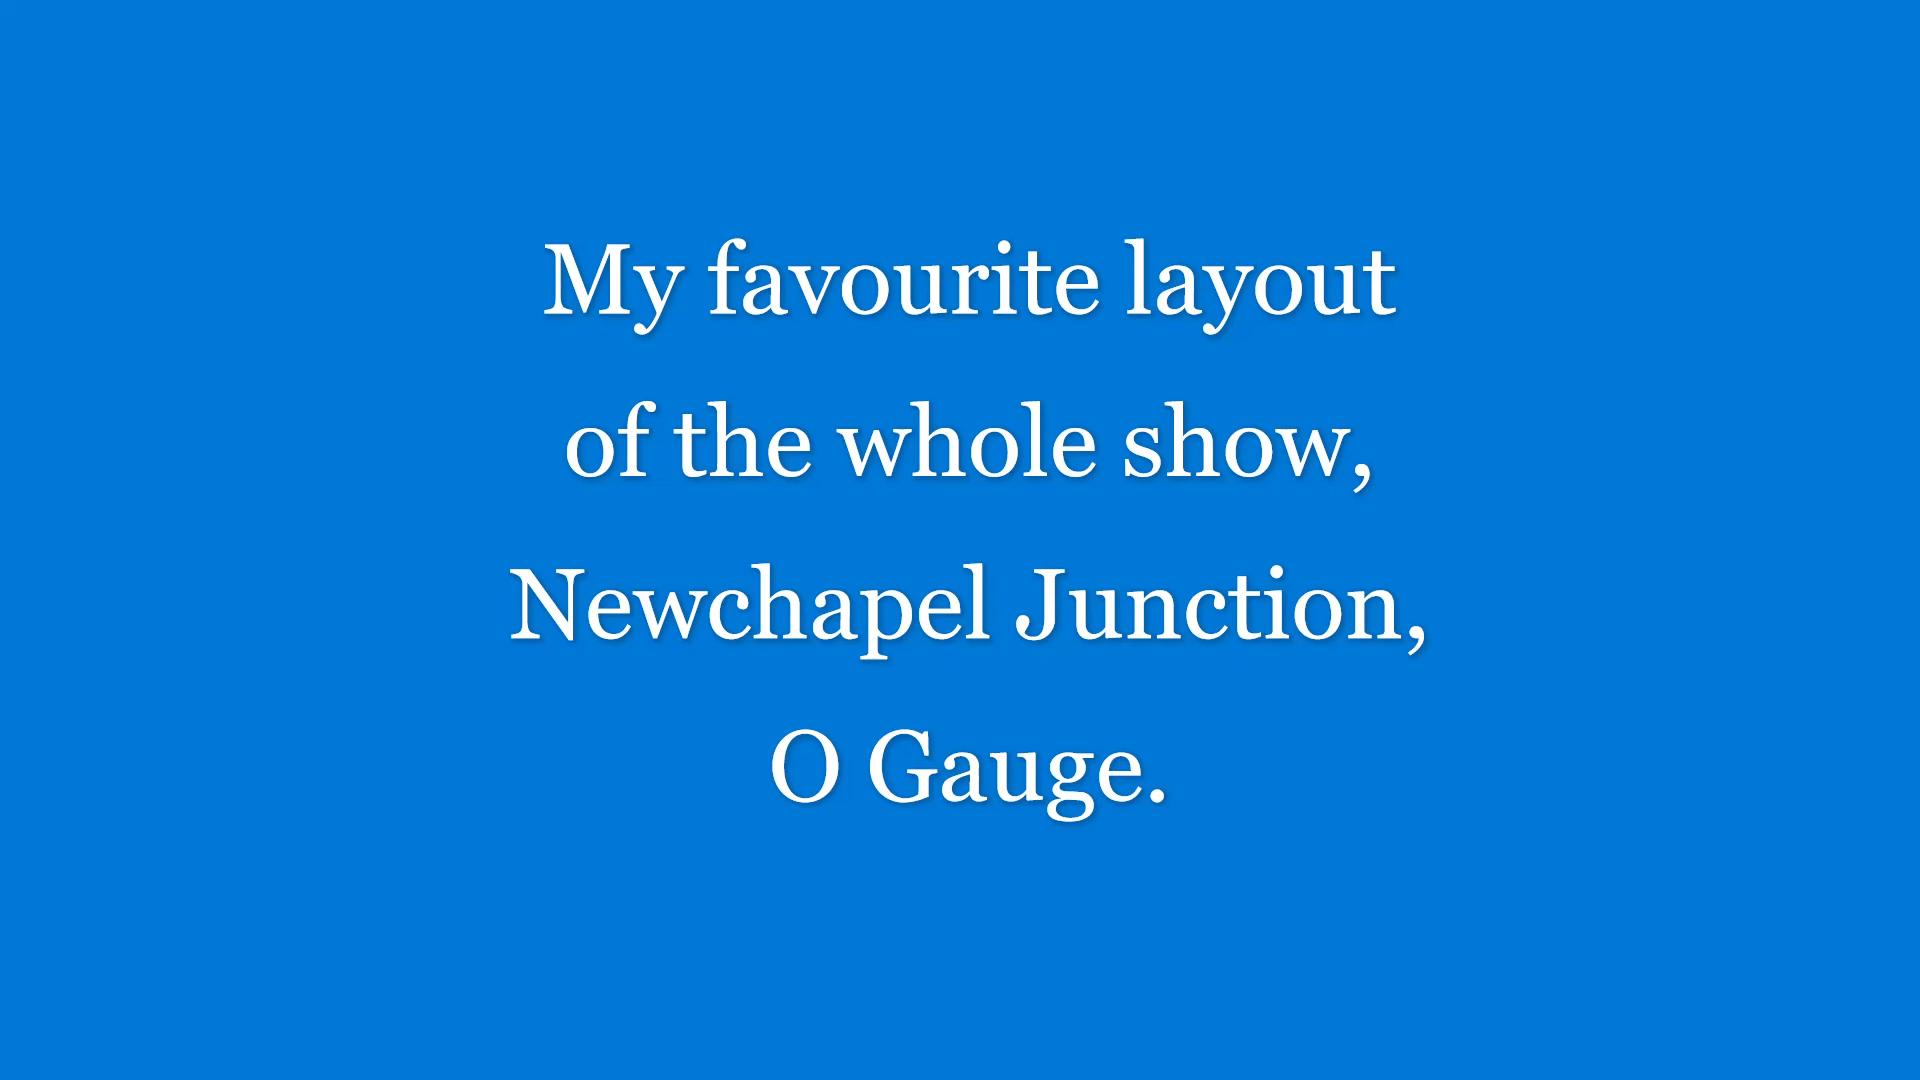 My favourite layout
of the whole show,
Newchapel Junction,
O Gauge.